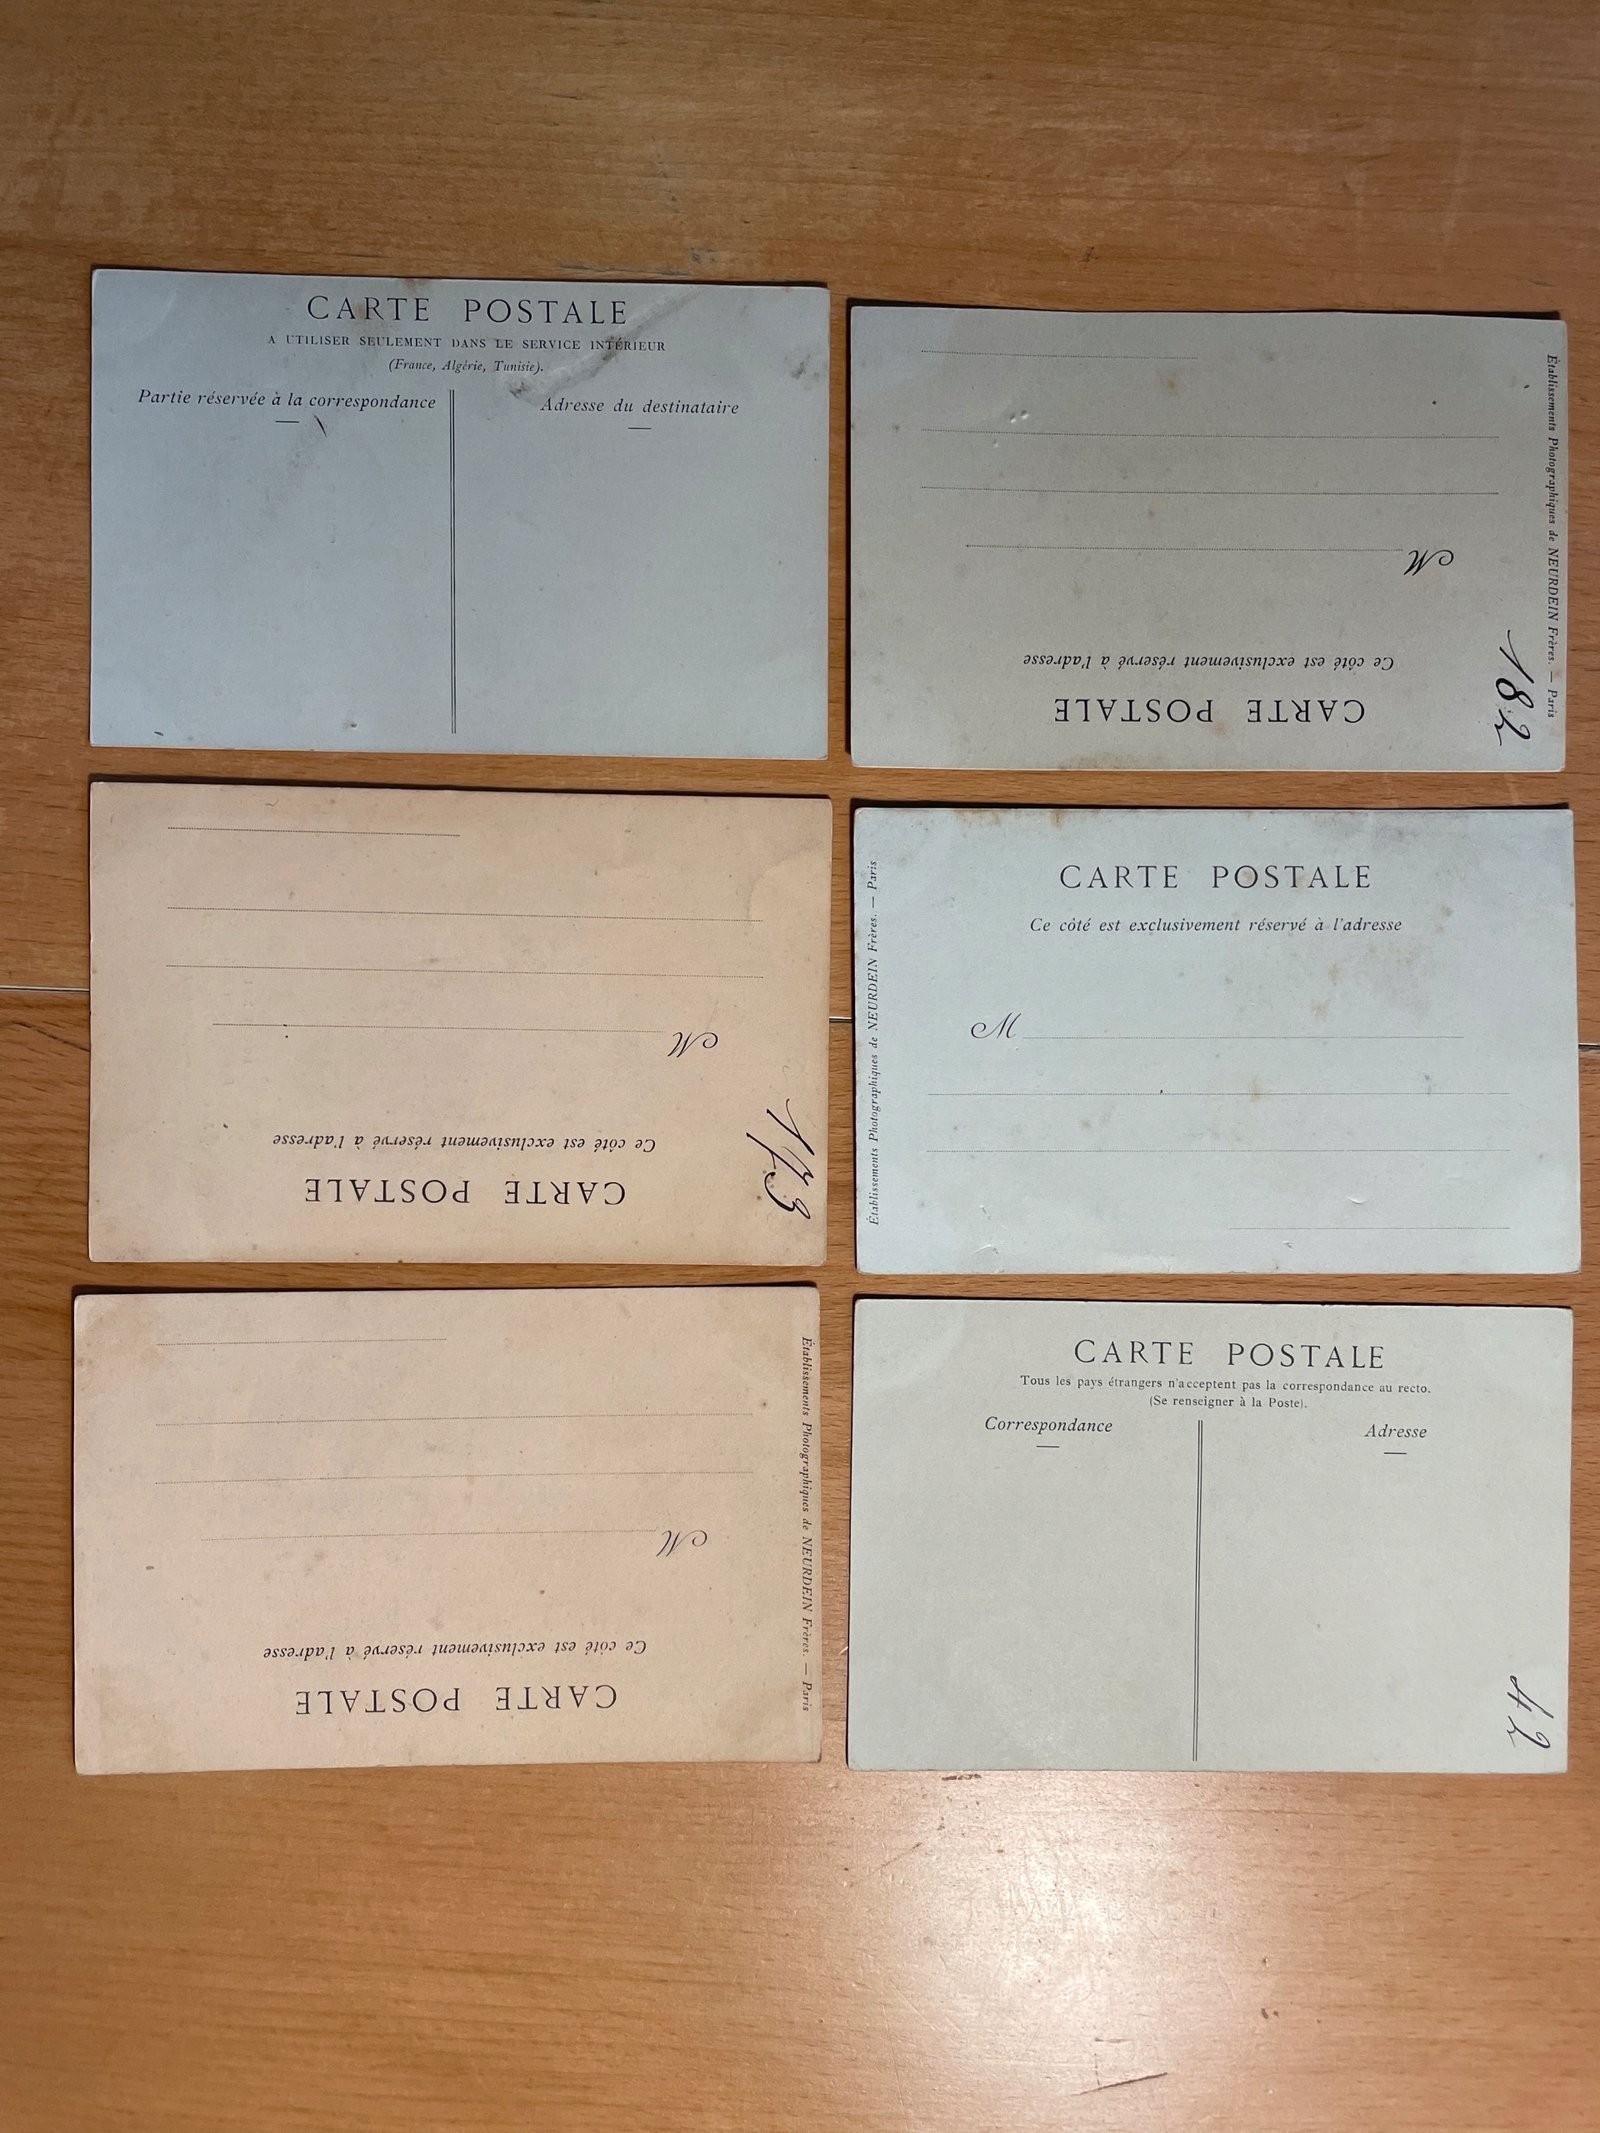 CARTE POSTALE
A UTILISER SEULEMENT DANS LE SERVICE INTÉRIEUR
(France, Algérie, Tunisie).
Partie réservée à la correspondance
Adresse du destinataire
CARTE POSTALE
Ce côté est exclusivement réservé à l'adresse
M
Établissements Photographiques de NEURDEIN Frères. — Paris
182
CARTE POSTALE
Ce côté est exclusivement réservé à l'adresse
M
173
CARTE POSTALE
Ce côté est exclusivement réservé à l'adresse
M
Établissements Photographiques de NEURDEIN Frères. — Paris
CARTE POSTALE
Ce côté est exclusivement réservé à l'adresse
M
Établissements Photographiques de NEURDEIN Frères. — Paris
CARTE POSTALE
Tous les pays étrangers n'acceptent pas la correspondance au recto.
(Se renseigner à la Poste).
Correspondance
Adresse
42